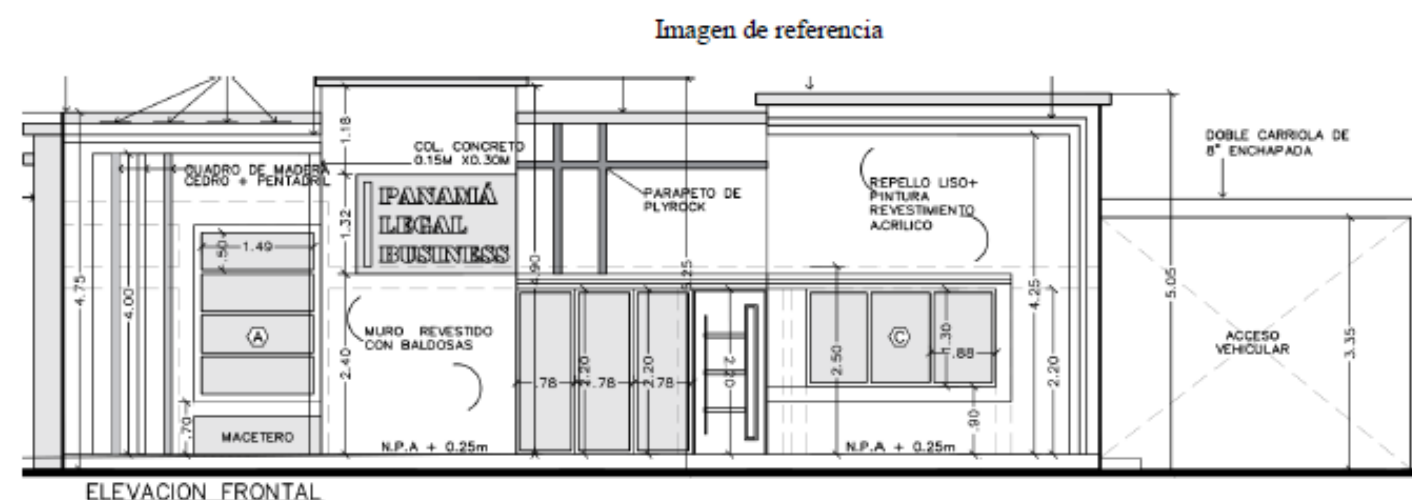 Imagen de referencia
CUADRO DE MADERA
CEDRO + PENTADRIL
COL. CONCRETO
0.15M X0.30M
PANAMÁ
LEGAL
BUSINESS
PARAPETO DE
PLYROCK
REPELLO LISO+
PINTURA
REVESTIMIENTO
ACRÍLICO
DOBLE CARRIOLA DE
8" ENCHAPADA
MURO REVESTIDO
CON BALDOSAS
ACCESO
VEHICULAR
MACETERO
A
C
N.P.A + 0.25m
N.P.A + 0.25m
4.75
4.00
.50
1.49
.70
1.18
1.32
2.40
4.90
5.25
.78
.78
.78
2.20
2.20
2.20
2.50
1.30
.88
.90
4.25
2.20
5.05
3.35
ELEVACION FRONTAL